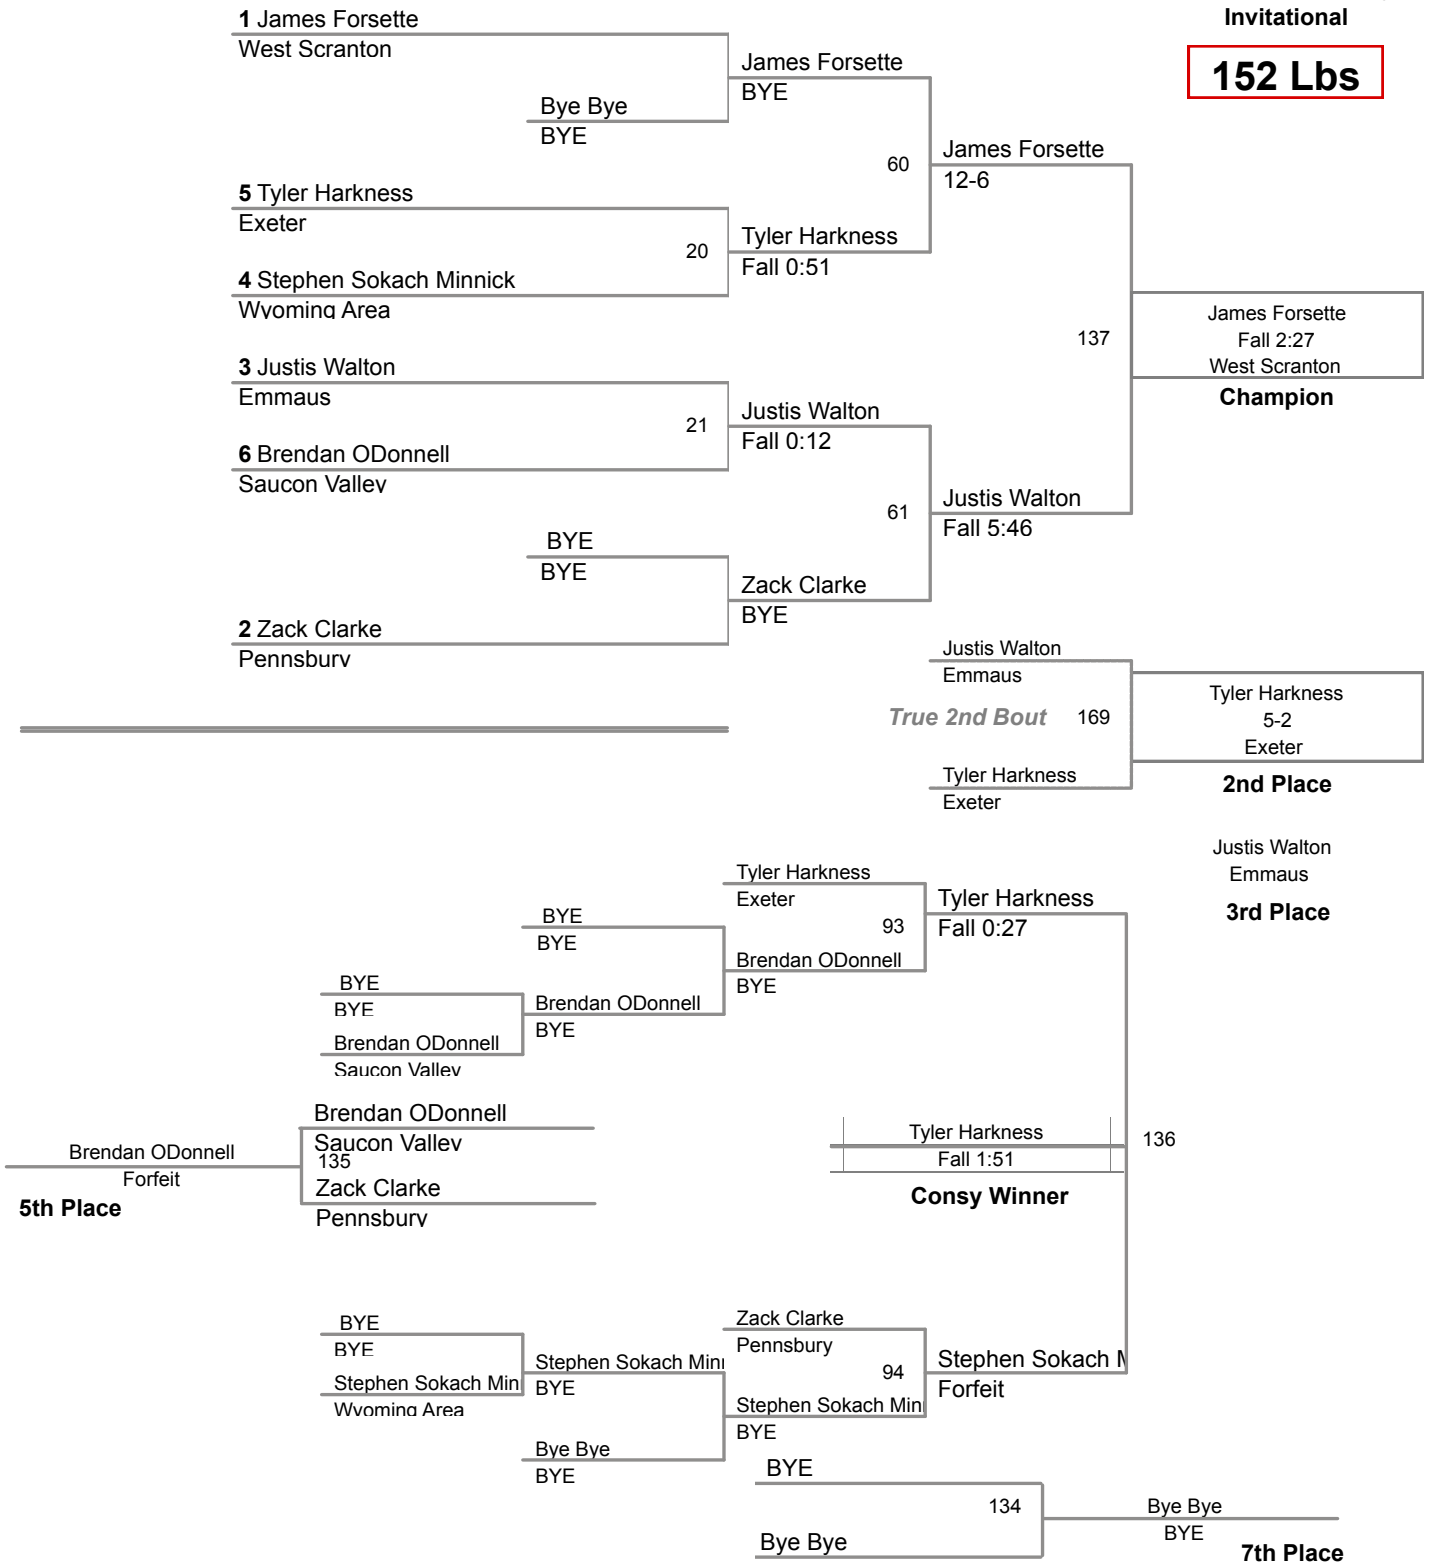 Invitational
152 Lbs
1 James Forsette
West Scranton
James Forsette
BYE
Bye Bye
BYE
60
James Forsette
12-6
5 Tyler Harkness
Exeter
20
Tyler Harkness
Fall 0:51
4 Stephen Sokach Minnick
Wyoming Area
137
James Forsette
Fall 2:27
West Scranton
Champion
3 Justis Walton
Emmaus
21
Justis Walton
Fall 0:12
6 Brendan ODonnell
Saucon Valley
61
Justis Walton
Fall 5:46
BYE
BYE
Zack Clarke
BYE
2 Zack Clarke
Pennsbury
Justis Walton
Emmaus
True 2nd Bout 169
Tyler Harkness
5-2
Exeter
2nd Place
Tyler Harkness
Exeter
Justis Walton
Emmaus
3rd Place
Tyler Harkness
Exeter
93
Tyler Harkness
Fall 0:27
BYE
BYE
Brendan ODonnell
BYE
BYE
BYE
Brendan ODonnell
BYE
Brendan ODonnell
Saucon Valley
Brendan ODonnell
Saucon Valley
135
Zack Clarke
Pennsbury
Brendan ODonnell
Forfeit
5th Place
Tyler Harkness
Fall 1:51
Consy Winner
136
BYE
BYE
Stephen Sokach Min
Wyoming Area
Stephen Sokach Min
BYE
Zack Clarke
Pennsbury
94
Stephen Sokach Min
BYE
Stephen Sokach M
Forfeit
Bye Bye
BYE
BYE
134
Bye Bye
Bye Bye
BYE
7th Place